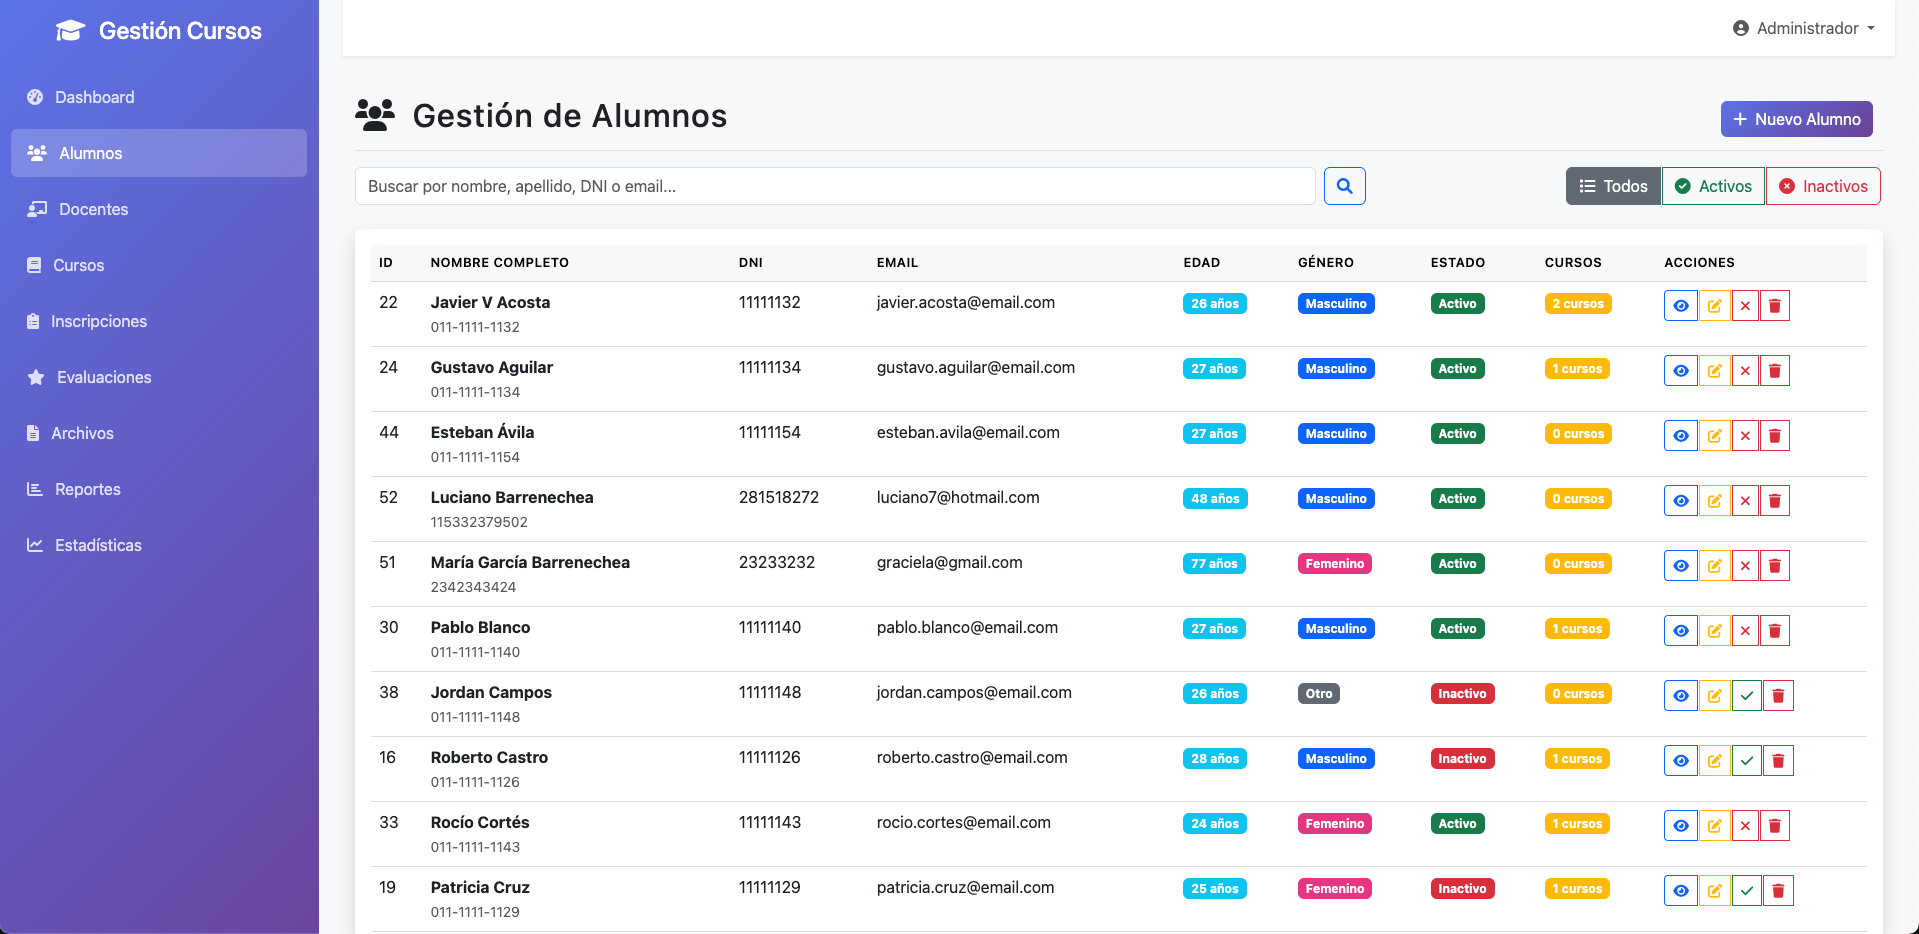 Gestión Cursos
Administrador
Dashboard
Alumnos
Docentes
Cursos
Inscripciones
Evaluaciones
Archivos
Reportes
Estadísticas
Gestión de Alumnos
Nuevo Alumno
Buscar por nombre, apellido, DNI o email...
Todos Activos Inactivos
ID NOMBRE COMPLETO DNI EMAIL EDAD GÉNERO ESTADO CURSOS ACCIONES
22 Javier V Acosta 11111132 javier.acosta@email.com 26 años Masculino Activo 2 cursos
011-1111-1132
24 Gustavo Aguilar 11111134 gustavo.aguilar@email.com 27 años Masculino Activo 1 cursos
011-1111-1134
44 Esteban Ávila 11111154 esteban.avila@email.com 27 años Masculino Activo 0 cursos
011-1111-1154
52 Luciano Barrenechea 281518272 luciano7@hotmail.com 48 años Masculino Activo 0 cursos
115332379502
51 María García Barrenechea 23233232 graciela@gmail.com 77 años Femenino Activo 0 cursos
2342343424
30 Pablo Blanco 11111140 pablo.blanco@email.com 27 años Masculino Activo 1 cursos
011-1111-1140
38 Jordan Campos 11111148 jordan.campos@email.com 26 años Otro Inactivo 0 cursos
011-1111-1148
16 Roberto Castro 11111126 roberto.castro@email.com 28 años Masculino Inactivo 1 cursos
011-1111-1126
33 Rocío Cortés 11111143 rocio.cortes@email.com 24 años Femenino Activo 1 cursos
011-1111-1143
19 Patricia Cruz 11111129 patricia.cruz@email.com 25 años Femenino Inactivo 1 cursos
011-1111-1129